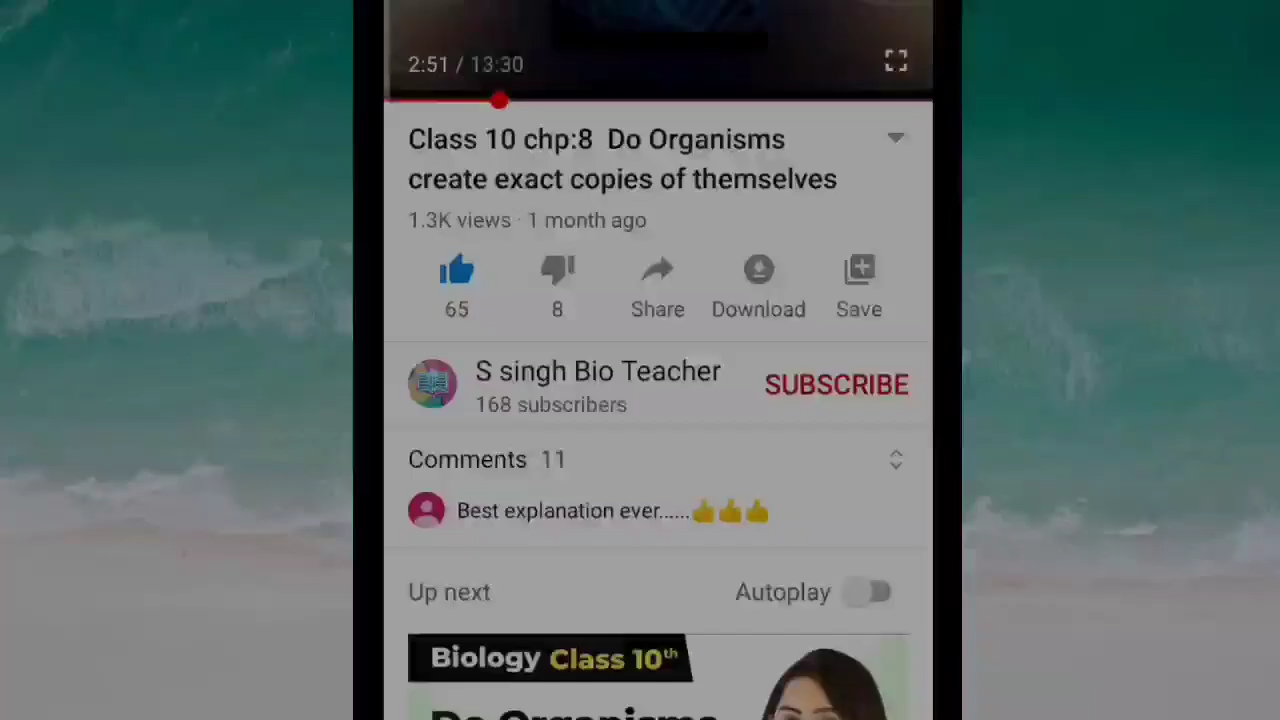 2:51 / 13:30
Class 10 chp:8 Do Organisms
create exact copies of themselves
1.3K views · 1 month ago
65
8
Share
Download
Save
S singh Bio Teacher
SUBSCRIBE
168 subscribers
Comments 11
Best explanation ever......👍👍👍
Up next
Autoplay
Biology Class 10th
Do Organisms